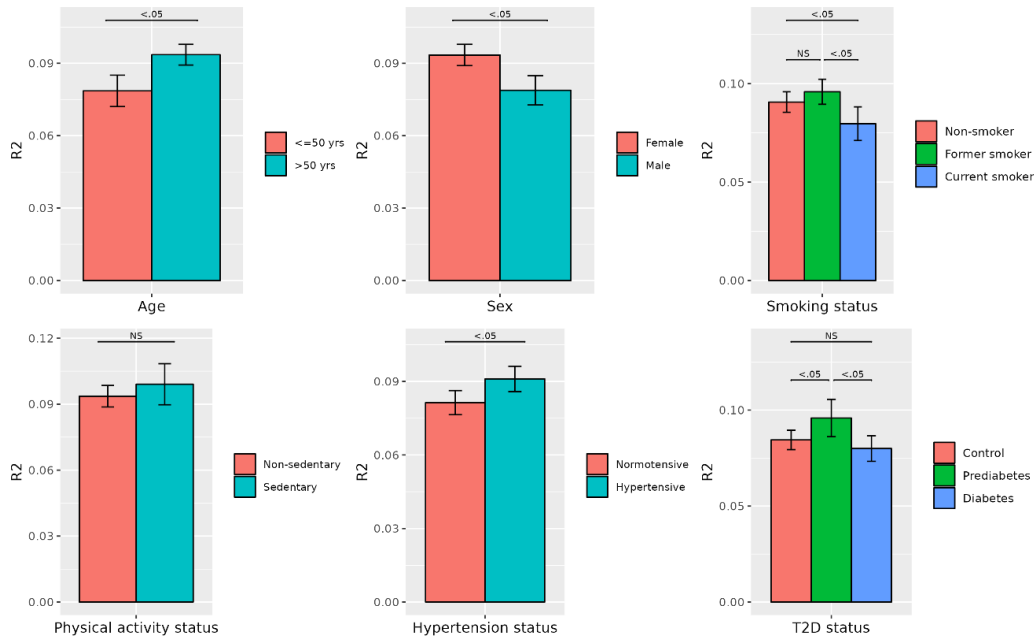 <.05
0.09
0.06
0.03
0.00
R2
Age
<=50 yrs
>50 yrs
<.05
0.09
0.06
0.03
0.00
R2
Sex
Female
Male
<.05
NS
<.05
0.10
0.05
0.00
R2
Smoking status
Non-smoker
Former smoker
Current smoker
NS
0.12
0.09
0.06
0.03
0.00
R2
Physical activity status
Non-sedentary
Sedentary
<.05
0.09
0.06
0.03
0.00
R2
Hypertension status
Normotensive
Hypertensive
NS
<.05
<.05
0.10
0.05
0.00
R2
T2D status
Control
Prediabetes
Diabetes